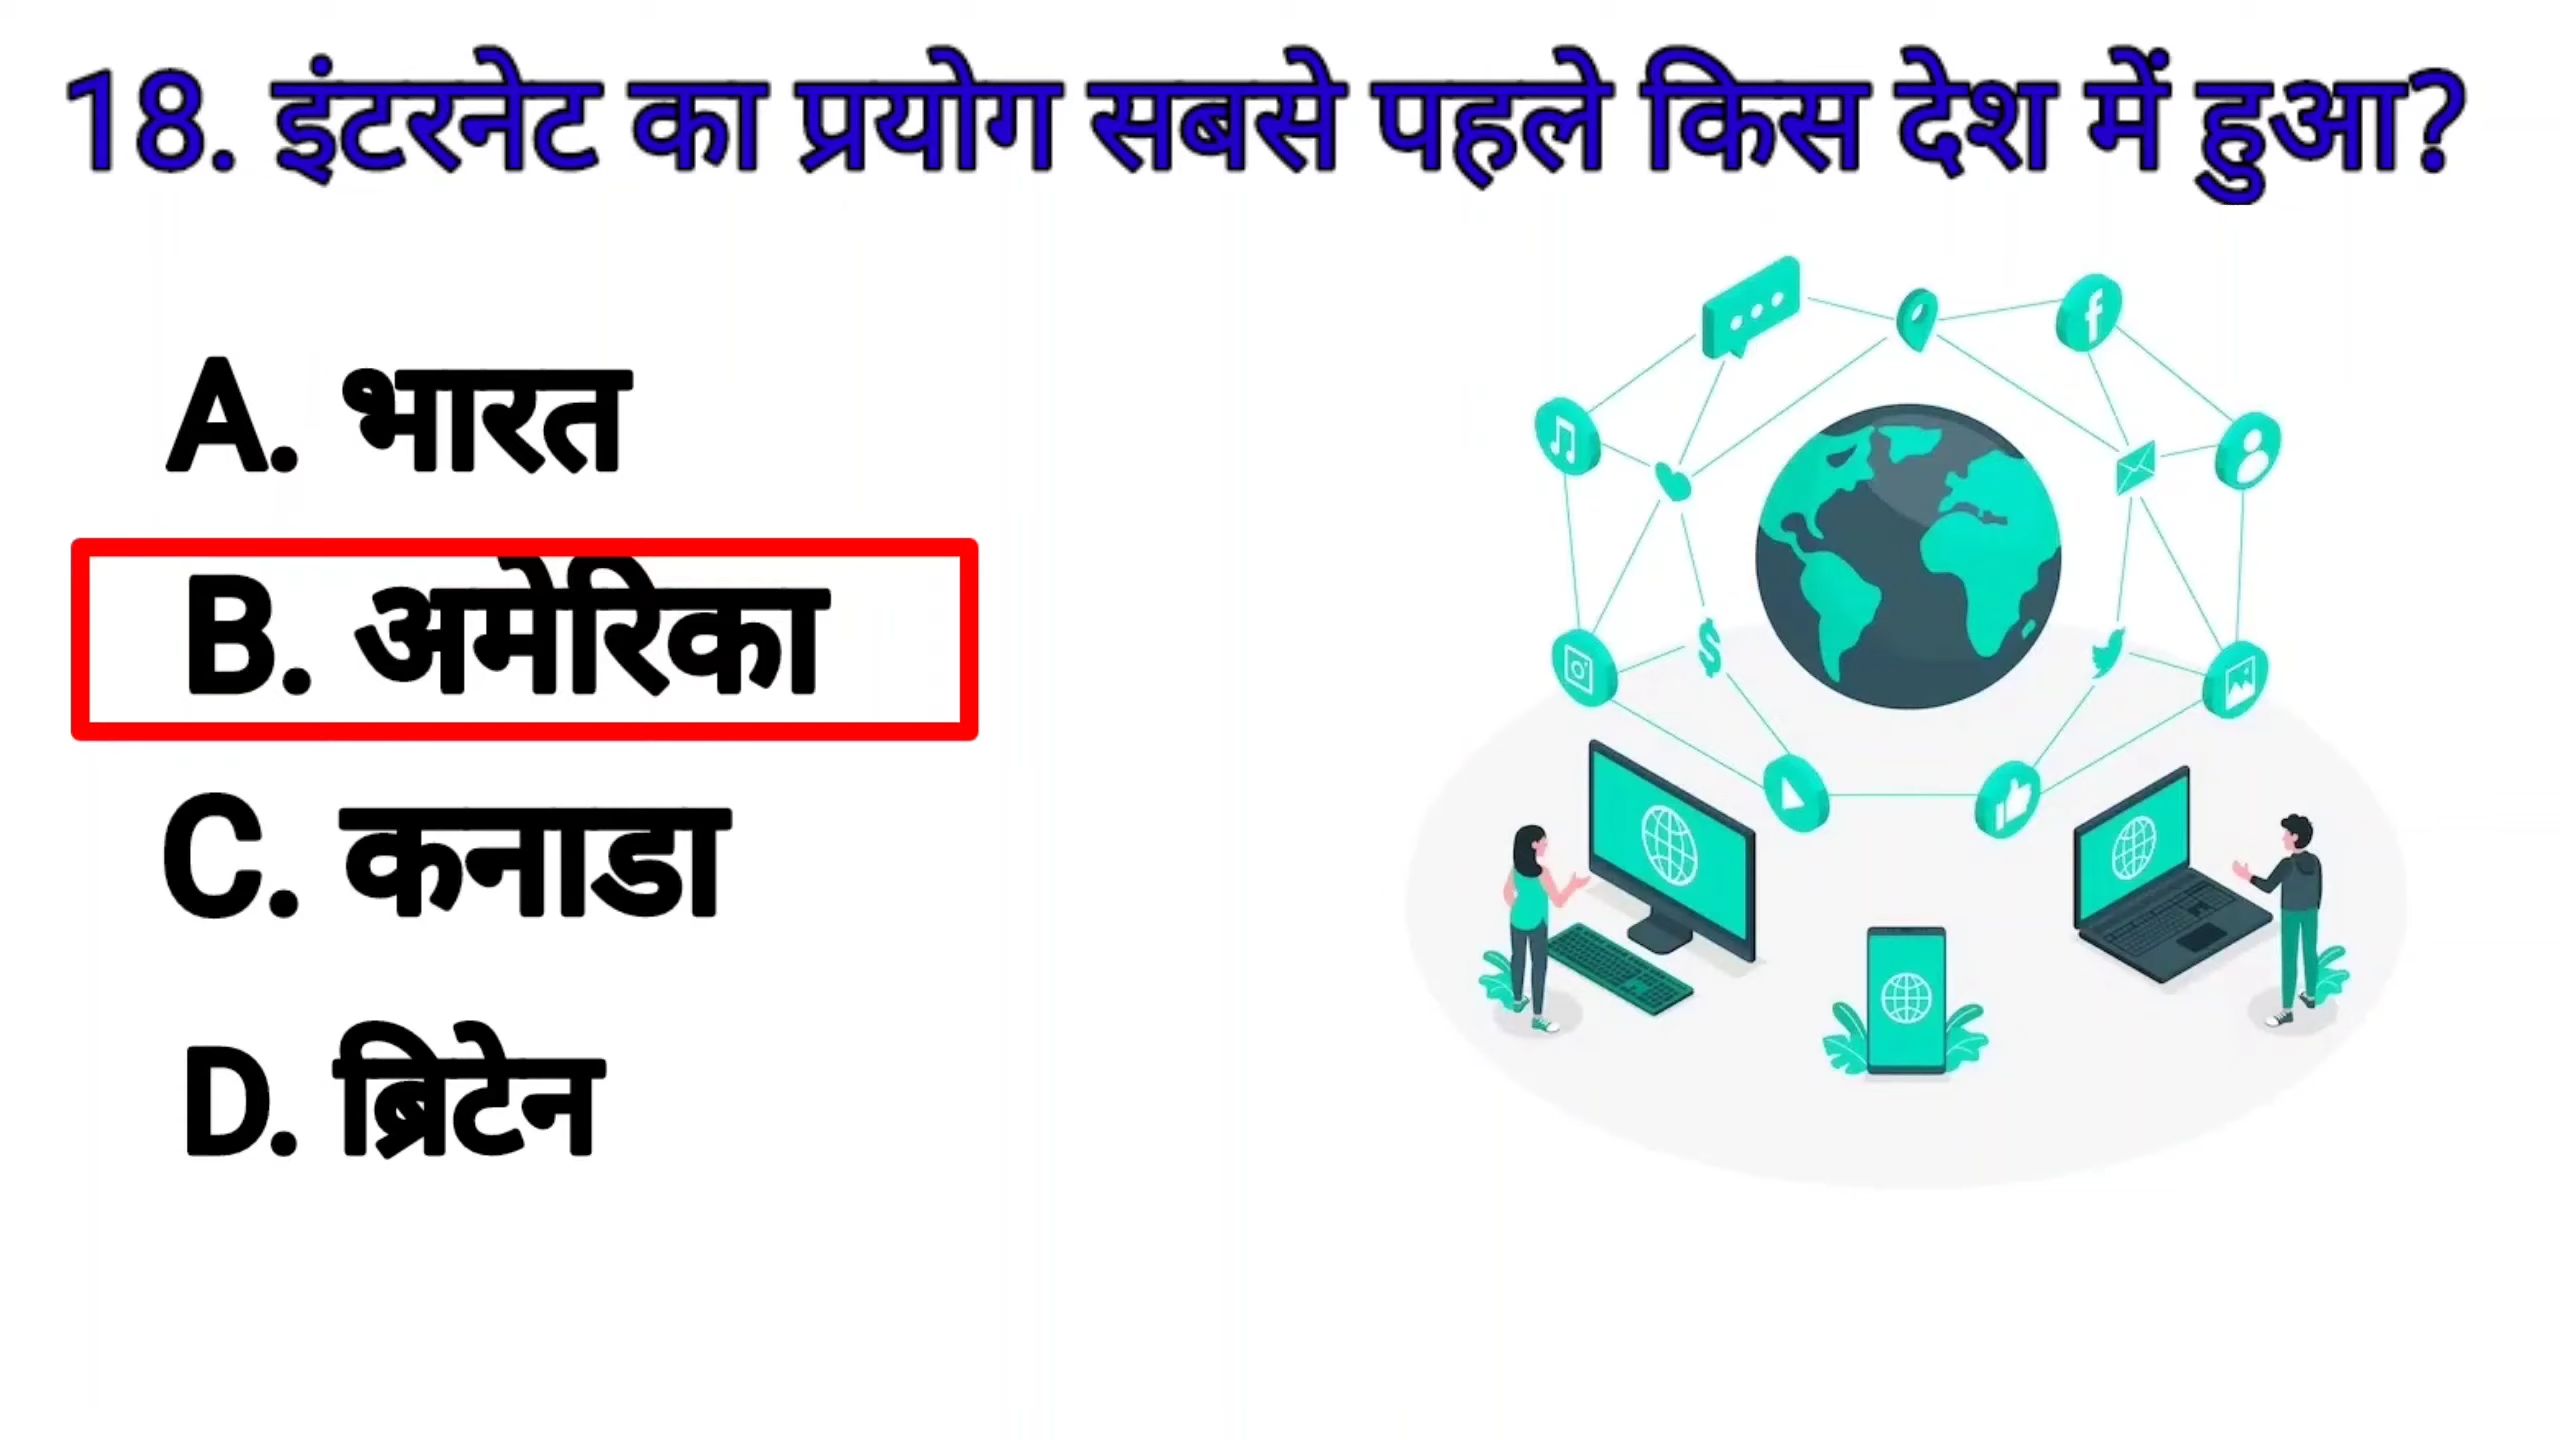 18. इंटरनेट का प्रयोग सबसे पहले किस देश में हुआ?
A. भारत
B. अमेरिका
C. कनाडा
D. ब्रिटेन